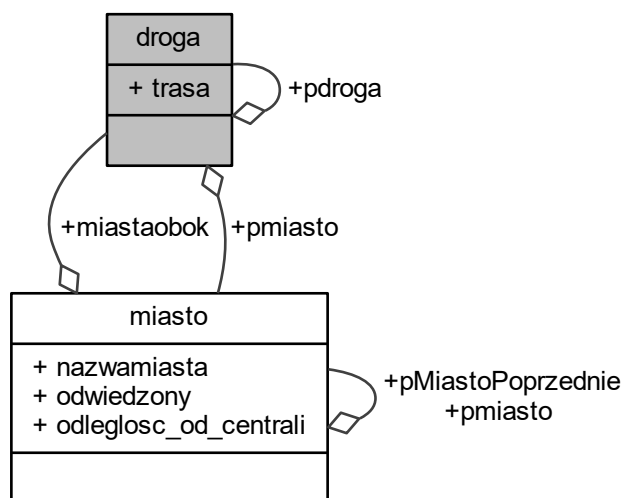 droga
+ trasa
+pdroga
+miastaobok
+pmiasto
miasto
+ nazwamiasta
+ odwiedzony
+ odleglosc_od_centrali
+pMiastoPoprzednie
+pmiasto